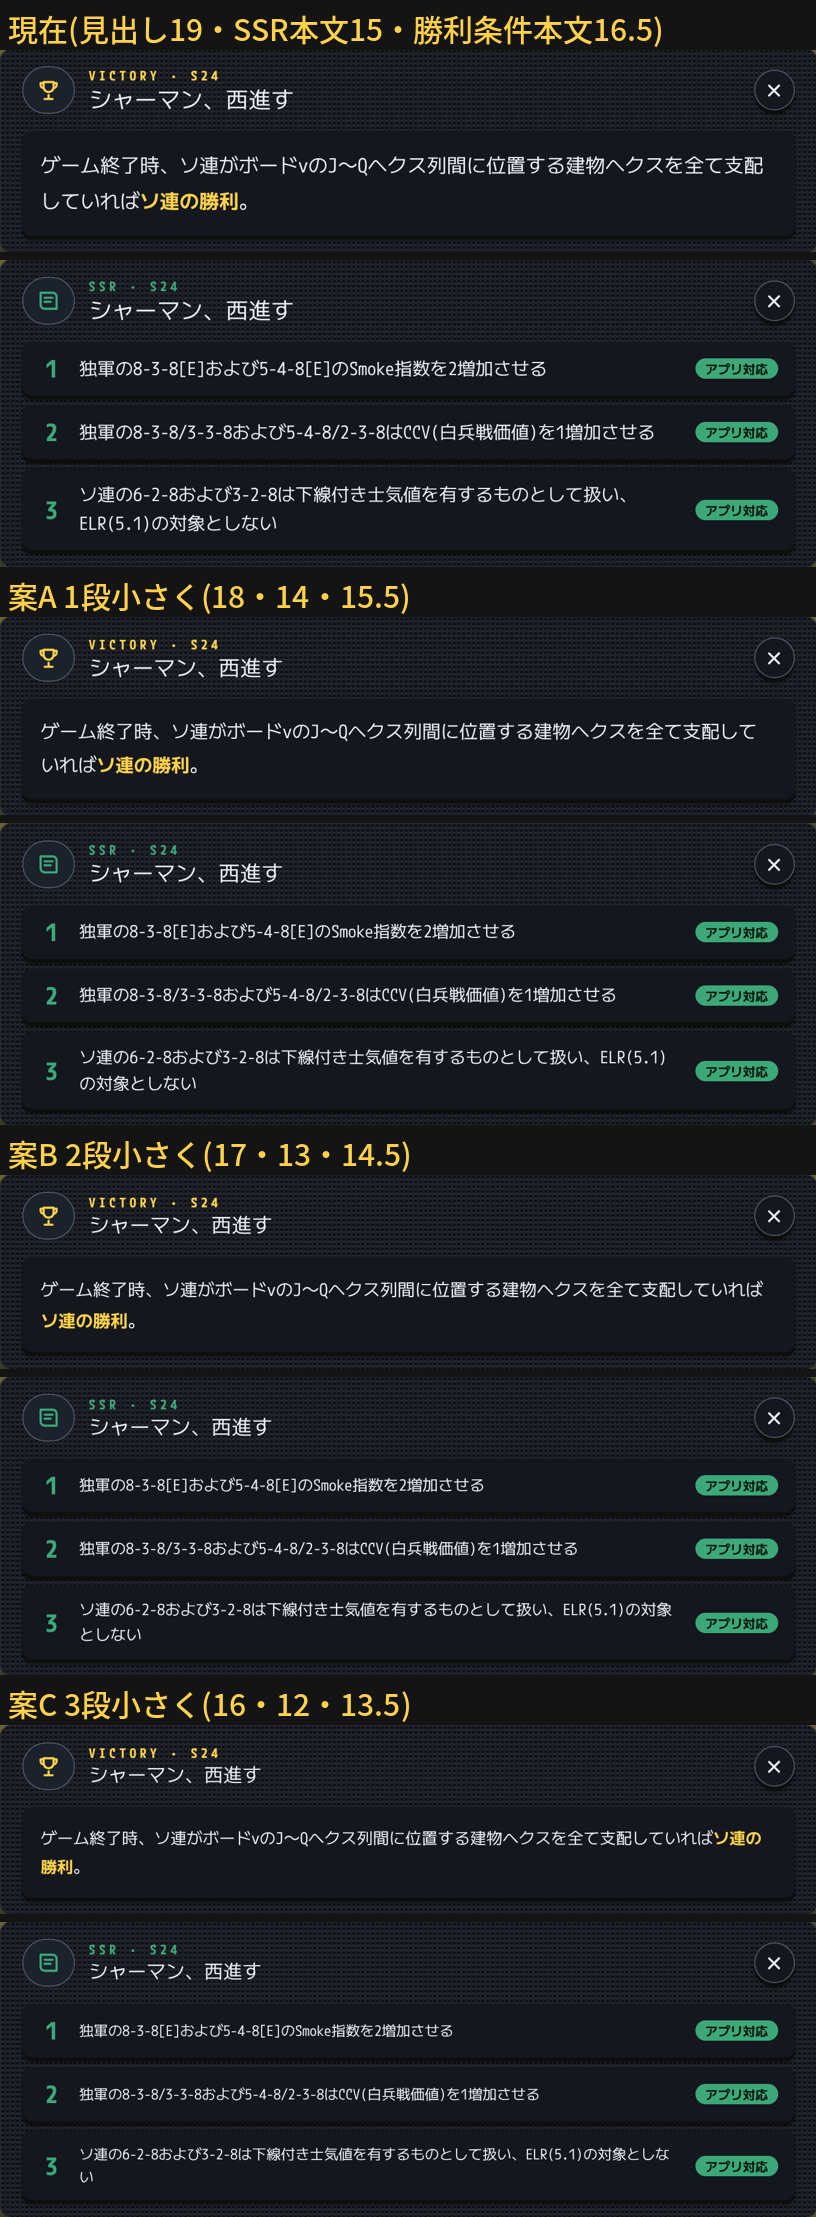 現在(見出し19・SSR本文15・勝利条件本文16.5)
VICTORY · S24
シャーマン、西進す
ゲーム終了時、ソ連がボードvのJ〜Qヘクス列間に位置する建物ヘクスを全て支配
していればソ連の勝利。
SSR · S24
シャーマン、西進す
1 独軍の8-3-8[E]および5-4-8[E]のSmoke指数を2増加させる アプリ対応
2 独軍の8-3-8/3-3-8および5-4-8/2-3-8はCCV(白兵戦価値)を1増加させる アプリ対応
3 ソ連の6-2-8および3-2-8は下線付き士気値を有するものとして扱い、 アプリ対応
ELR(5.1)の対象としない
案A 1段小さく(18・14・15.5)
VICTORY · S24
シャーマン、西進す
ゲーム終了時、ソ連がボードvのJ〜Qヘクス列間に位置する建物ヘクスを全て支配して
いればソ連の勝利。
SSR · S24
シャーマン、西進す
1 独軍の8-3-8[E]および5-4-8[E]のSmoke指数を2増加させる アプリ対応
2 独軍の8-3-8/3-3-8および5-4-8/2-3-8はCCV(白兵戦価値)を1増加させる アプリ対応
3 ソ連の6-2-8および3-2-8は下線付き士気値を有するものとして扱い、ELR(5.1) アプリ対応
の対象としない
案B 2段小さく(17・13・14.5)
VICTORY · S24
シャーマン、西進す
ゲーム終了時、ソ連がボードvのJ〜Qヘクス列間に位置する建物ヘクスを全て支配していれば
ソ連の勝利。
SSR · S24
シャーマン、西進す
1 独軍の8-3-8[E]および5-4-8[E]のSmoke指数を2増加させる アプリ対応
2 独軍の8-3-8/3-3-8および5-4-8/2-3-8はCCV(白兵戦価値)を1増加させる アプリ対応
3 ソ連の6-2-8および3-2-8は下線付き士気値を有するものとして扱い、ELR(5.1)の対象 アプリ対応
としない
案C 3段小さく(16・12・13.5)
VICTORY · S24
シャーマン、西進す
ゲーム終了時、ソ連がボードvのJ〜Qヘクス列間に位置する建物ヘクスを全て支配していればソ連の
勝利。
SSR · S24
シャーマン、西進す
1 独軍の8-3-8[E]および5-4-8[E]のSmoke指数を2増加させる アプリ対応
2 独軍の8-3-8/3-3-8および5-4-8/2-3-8はCCV(白兵戦価値)を1増加させる アプリ対応
3 ソ連の6-2-8および3-2-8は下線付き士気値を有するものとして扱い、ELR(5.1)の対象としな アプリ対応
い